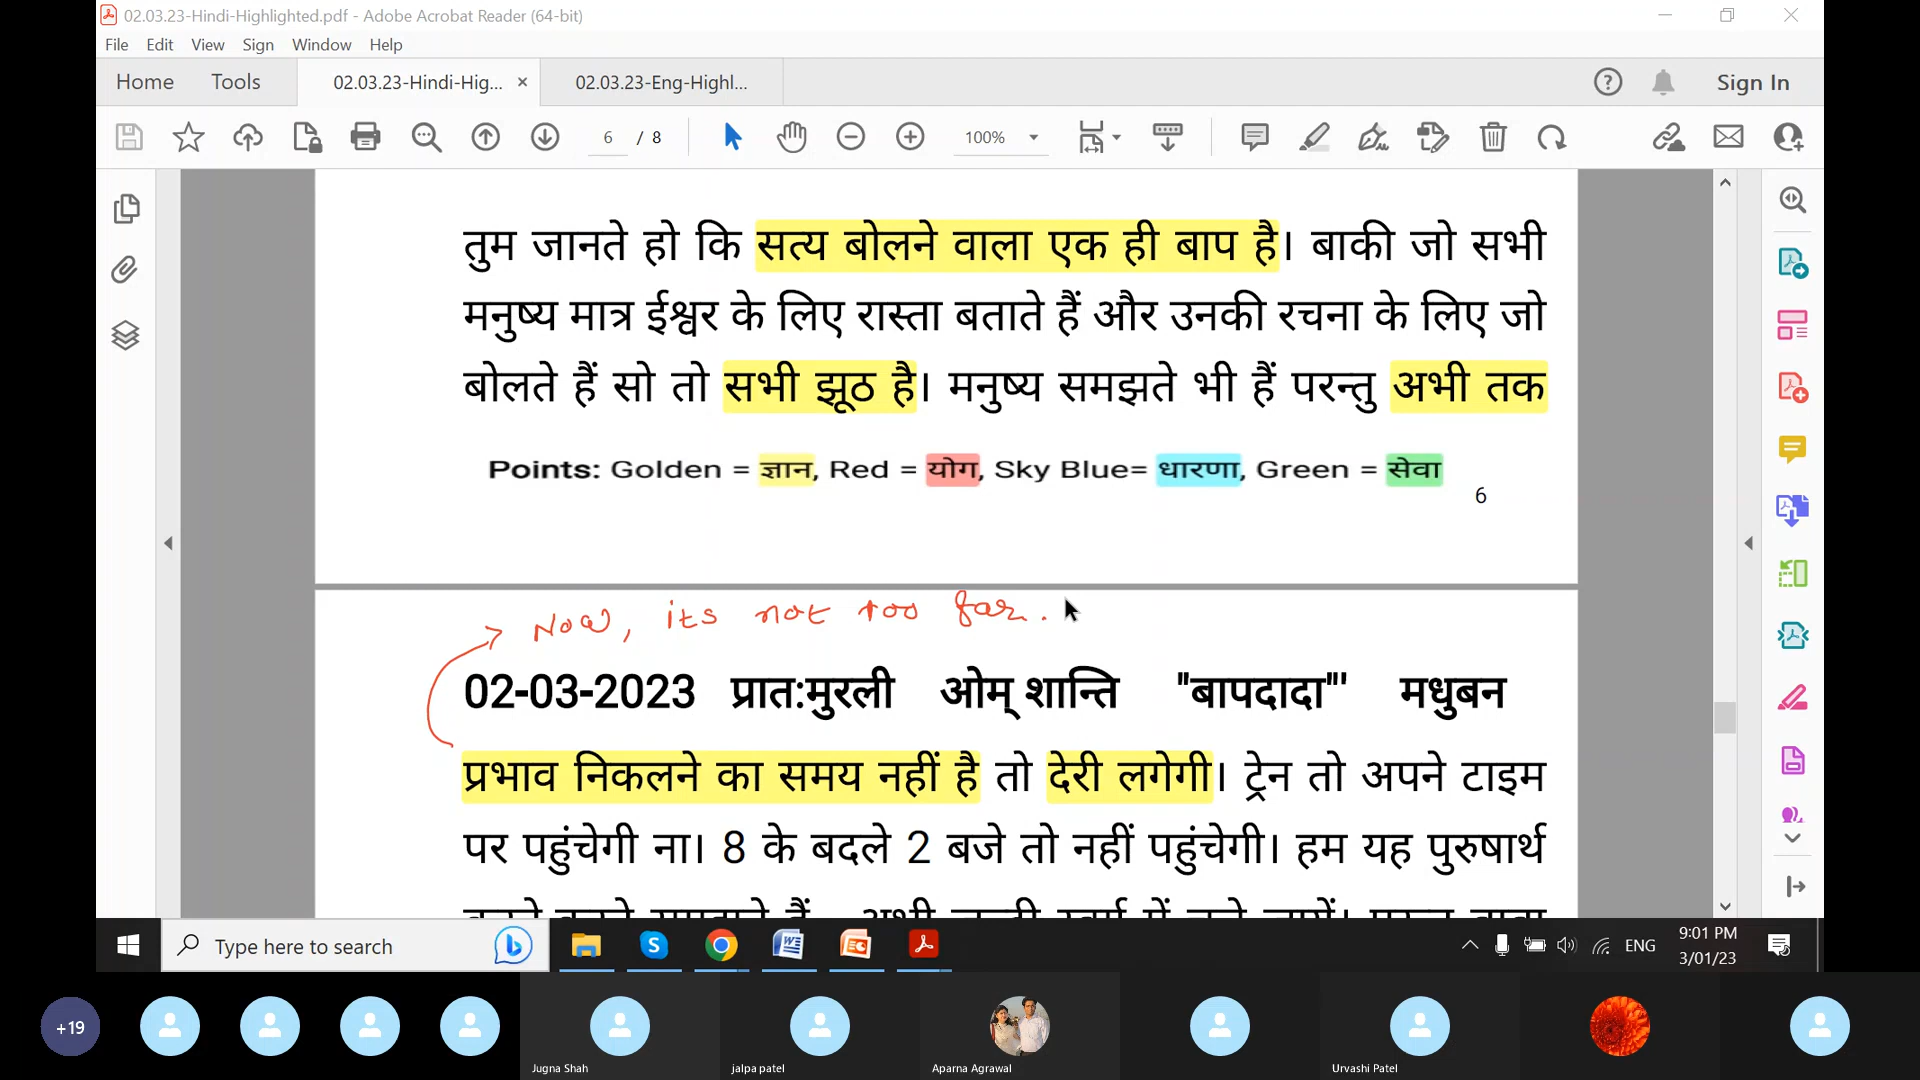 02.03.23-Hindi-Highlighted.pdf - Adobe Acrobat Reader (64-bit)
File Edit View Sign Window Help
Home Tools 02.03.23-Hindi-Hig... × 02.03.23-Eng-Highl... Sign In
6 / 8 100%
तुम जानते हो कि सत्य बोलने वाला एक ही बाप है। बाकी जो सभी
मनुष्य मात्र ईश्वर के लिए रास्ता बताते हैं और उनकी रचना के लिए जो
बोलते हैं सो तो सभी झूठ है। मनुष्य समझते भी हैं परन्तु अभी तक
Points: Golden = ज्ञान, Red = योग, Sky Blue= धारणा, Green = सेवा
6
Now, its not too far.
02-03-2023 प्रात:मुरली ओम् शान्ति "बापदादा"' मधुबन
प्रभाव निकलने का समय नहीं है तो देरी लगेगी। ट्रेन तो अपने टाइम
पर पहुंचेगी ना। 8 के बदले 2 बजे तो नहीं पहुंचेगी। हम यह पुरुषार्थ
Type here to search
ENG
9:01 PM
3/01/23
+19
Jugna Shah jalpa patel Aparna Agrawal Urvashi Patel